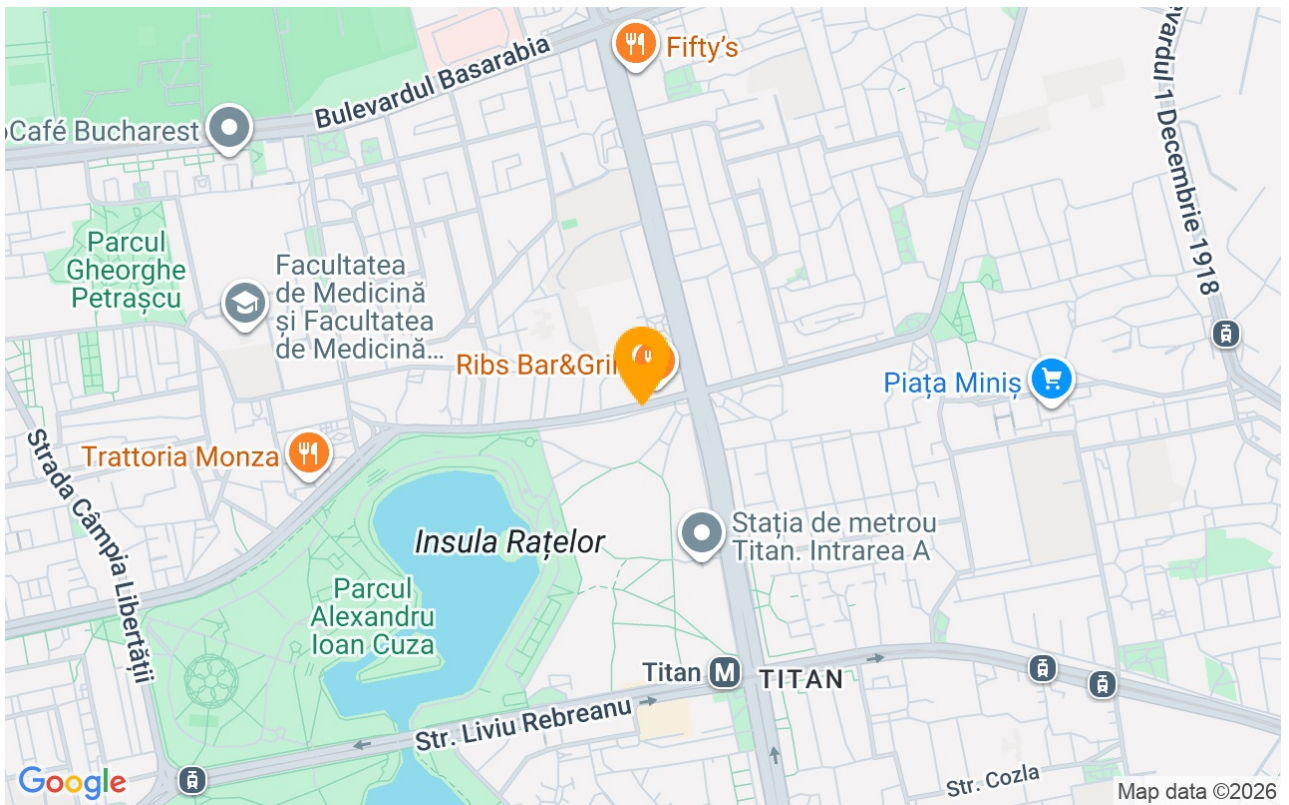 Fifty's
Bulevardul Basarabia
oCafé Bucharest
Bulevardul 1 Decembrie 1918
Parcul
Gheorghe
Petrașcu
Facultatea
de Medicină
și Facultatea
de Medicină...
Ribs Bar&Gril
Piața Miniș
Trattoria Monza
Strada Câmpia Libertății
Insula Rațelor
Stația de metrou
Titan. Intrarea A
Parcul
Alexandru
Ioan Cuza
Titan M
TITAN
Str. Liviu Rebreanu
Str. Cozla
Google
Map data ©2026